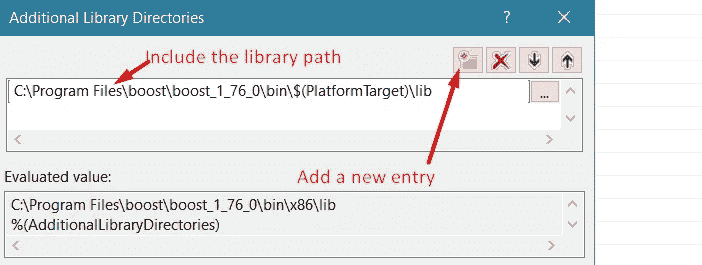 Additional Library Directories
? ×
Include the library path
C:\Program Files\boost\boost_1_76_0\bin\$(PlatformTarget)\lib
...
Add a new entry
Evaluated value:
C:\Program Files\boost\boost_1_76_0\bin\x86\lib
%(AdditionalLibraryDirectories)